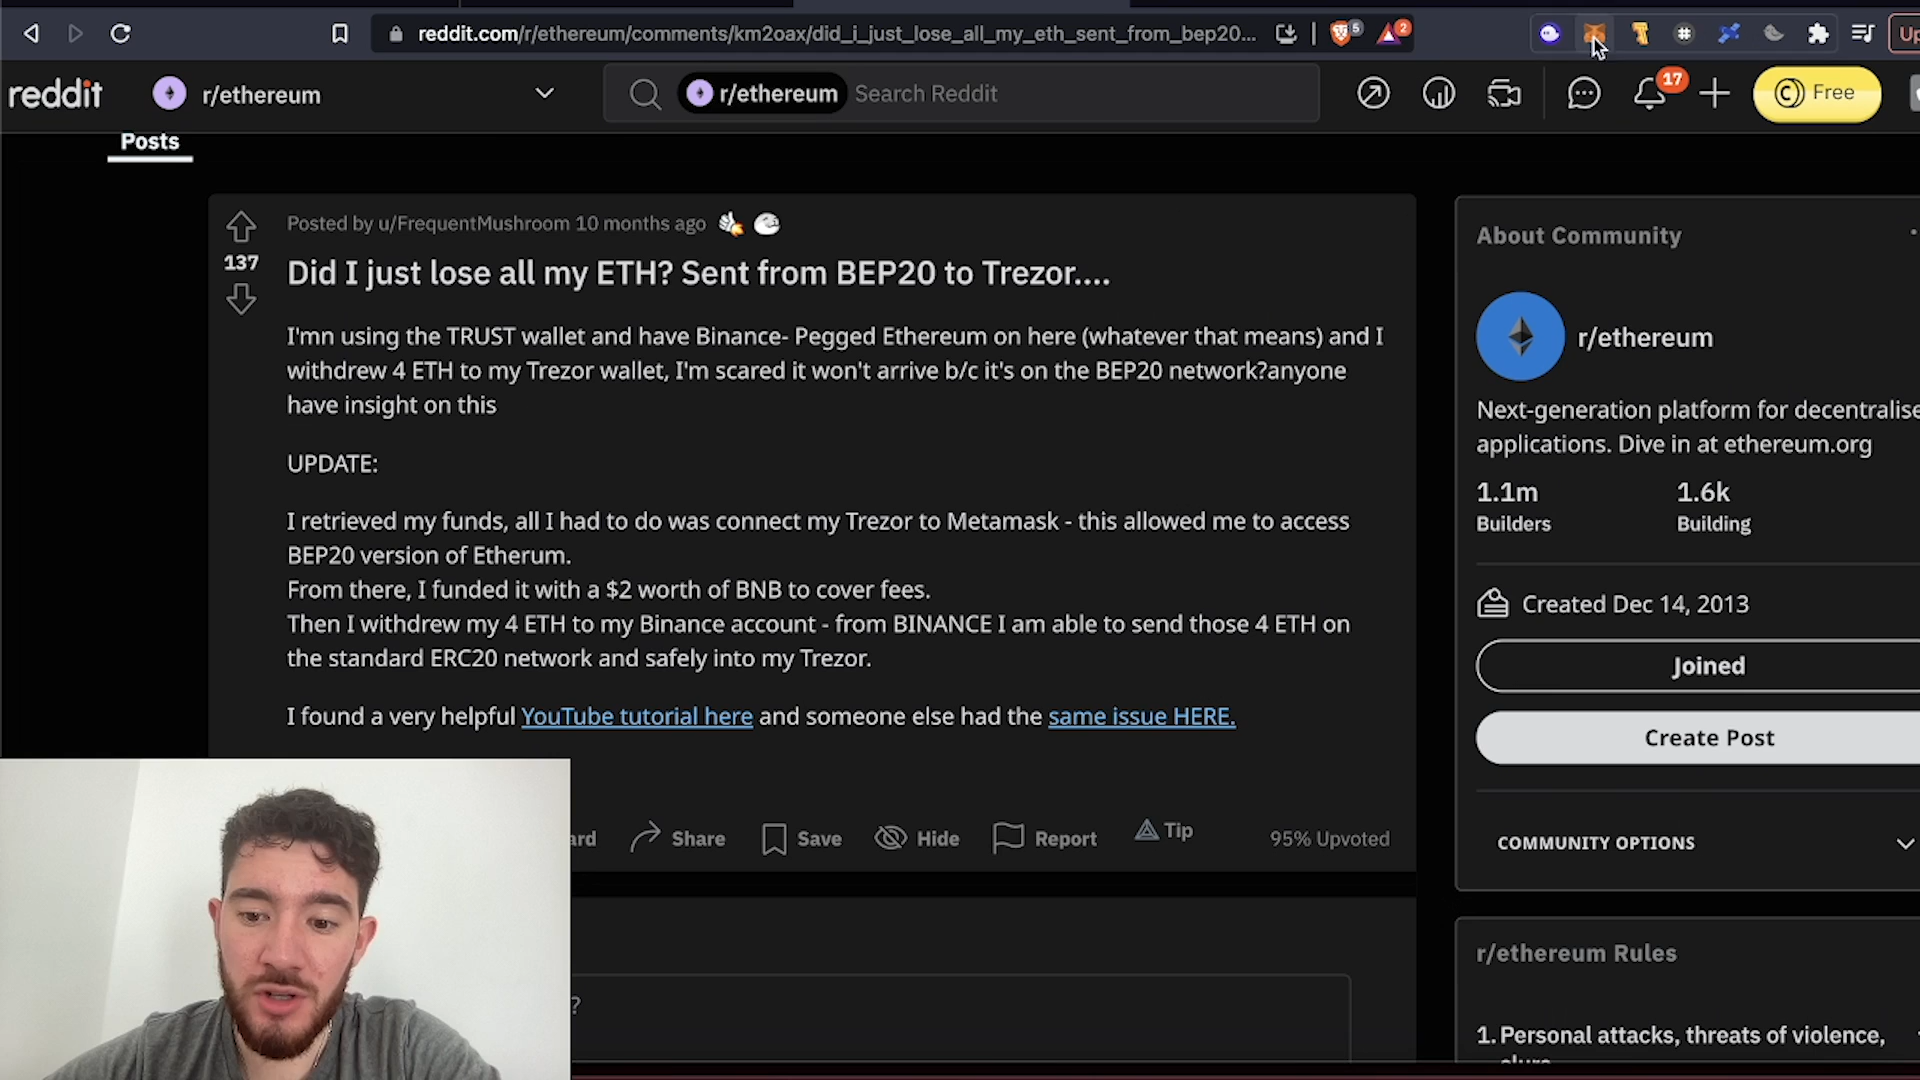 reddit.com/r/ethereum/comments/km2oax/did_i_just_lose_all_my_eth_sent_from_bep20...
5
2
Up
reddit
r/ethereum
r/ethereum Search Reddit
17
Free
Posts
Posted by u/FrequentMushroom 10 months ago
137
Did I just lose all my ETH? Sent from BEP20 to Trezor....
I'mn using the TRUST wallet and have Binance- Pegged Ethereum on here (whatever that means) and I
withdrew 4 ETH to my Trezor wallet, I'm scared it won't arrive b/c it's on the BEP20 network?anyone
have insight on this
UPDATE:
I retrieved my funds, all I had to do was connect my Trezor to Metamask - this allowed me to access
BEP20 version of Etherum.
From there, I funded it with a $2 worth of BNB to cover fees.
Then I withdrew my 4 ETH to my Binance account - from BINANCE I am able to send those 4 ETH on
the standard ERC20 network and safely into my Trezor.
I found a very helpful YouTube tutorial here and someone else had the same issue HERE.
ard Share Save Hide Report Tip 95% Upvoted
?
About Community
r/ethereum
Next-generation platform for decentralise
applications. Dive in at ethereum.org
1.1m 1.6k
Builders Building
Created Dec 14, 2013
Joined
Create Post
COMMUNITY OPTIONS
r/ethereum Rules
1. Personal attacks, threats of violence,